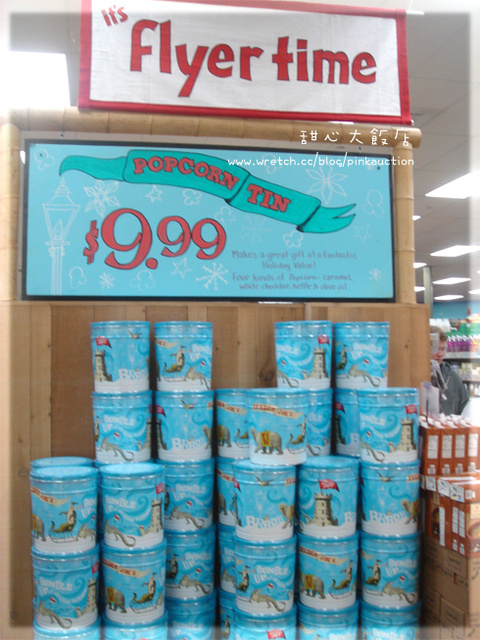 It's
Flyer time
甜心大飯店
www.wretch.cc/blog/pinkauction
POPCORN TIN
$9.99
Makes a great gift at a fantastic
Holiday Value!
Four kinds of Popcorn - caramel,
white cheddar, kettle & olive oil